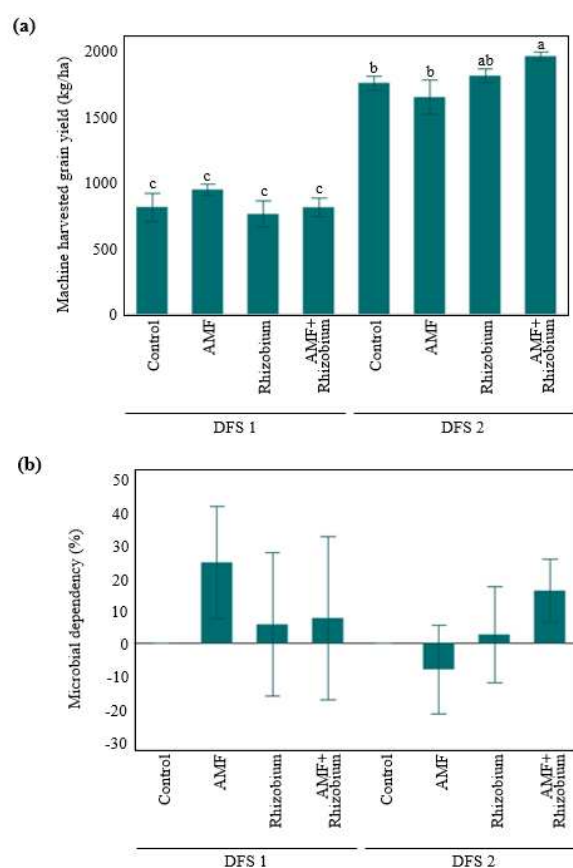 (a)
Machine harvested grain yield (kg/ha)
2000
1500
1000
500
0
c
c
c
c
b
b
ab
a
Control
AMF
Rhizobium
AMF+
Rhizobium
Control
AMF
Rhizobium
AMF+
Rhizobium
DFS 1
DFS 2
(b)
Microbial dependency (%)
50
40
30
20
10
0
-10
-20
-30
Control
AMF
Rhizobium
AMF+
Rhizobium
Control
AMF
Rhizobium
AMF+
Rhizobium
DFS 1
DFS 2